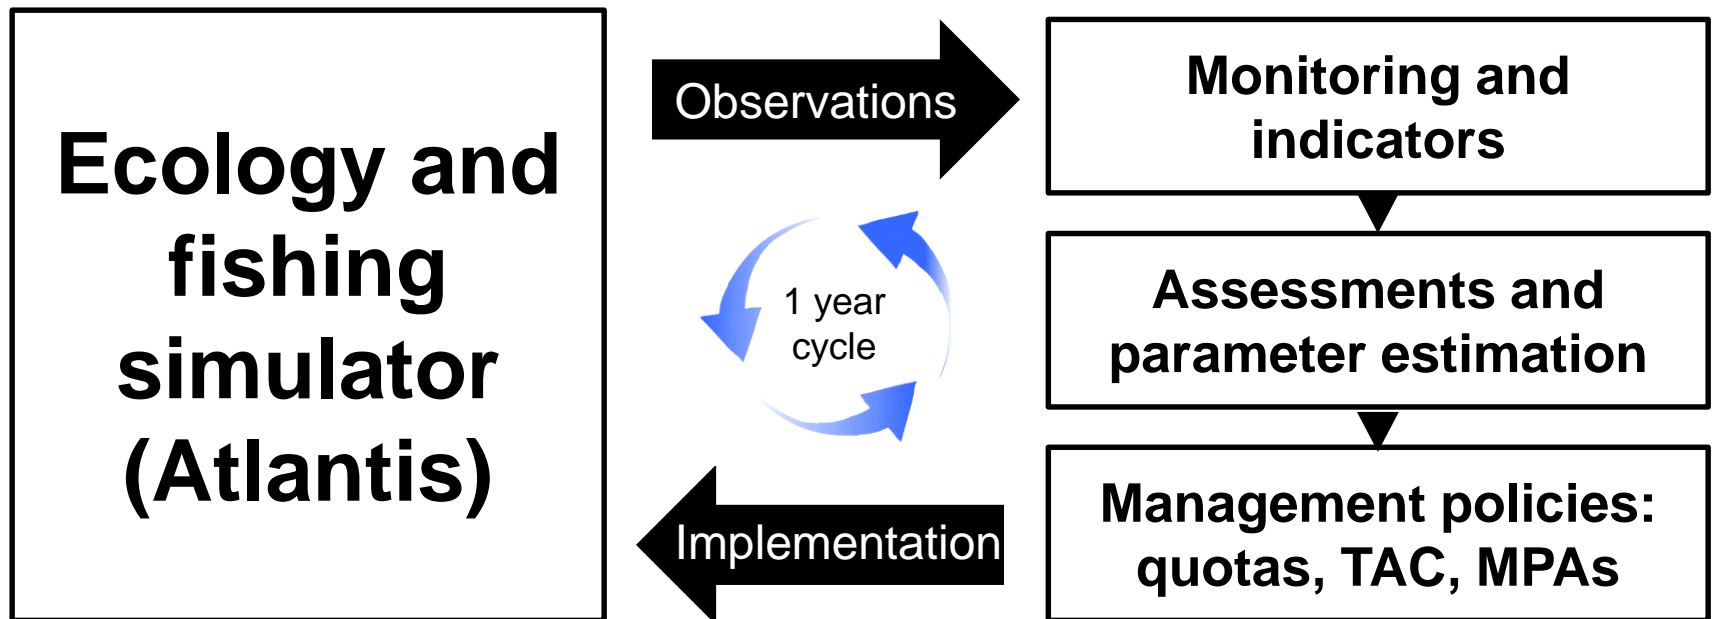 Ecology and
fishing
simulator
(Atlantis)
Observations
1 year
cycle
Implementation
Monitoring and
indicators
Assessments and
parameter estimation
Management policies:
quotas, TAC, MPAs